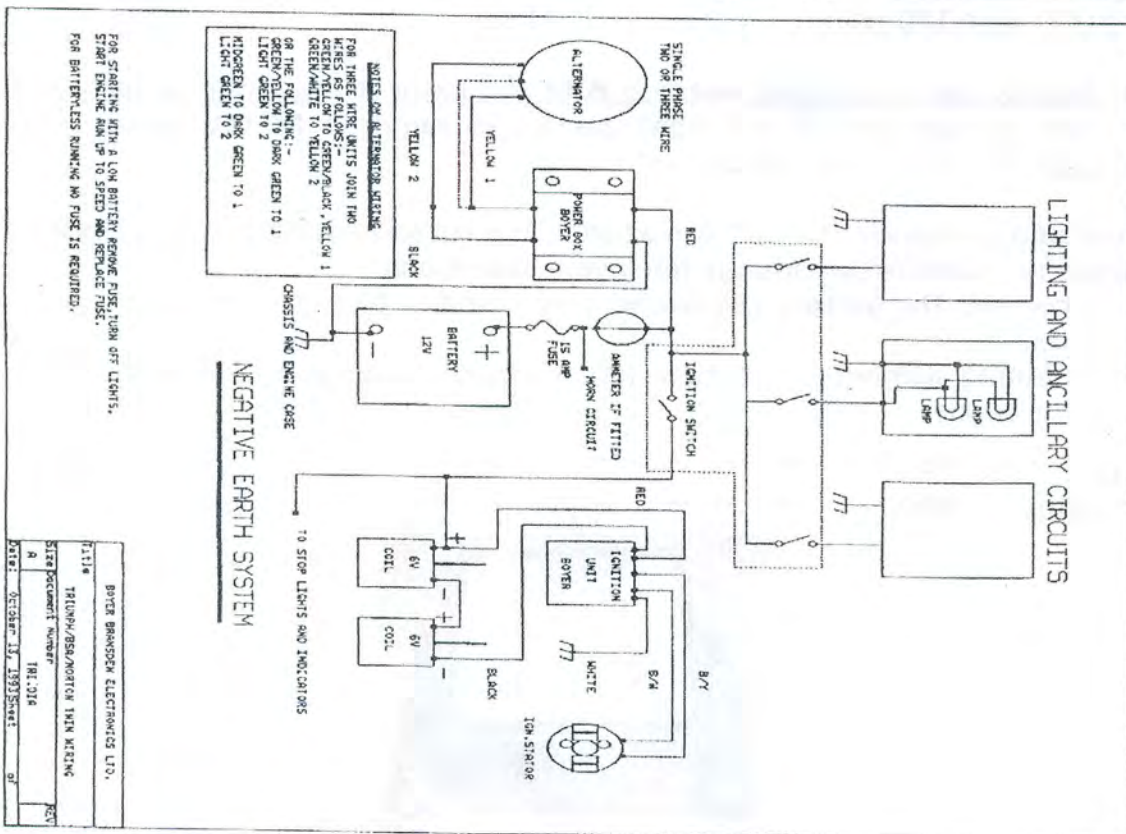 LIGHTING AND ANCILLARY CIRCUITS
SINGLE PHASE
TWO OR THREE WIRE
ALTERNATOR
YELLOW 1
YELLOW 2
POWER BOX
BOYER
RED
BLACK
LAMP
LAMP
IGNITION SWITCH
AMMETER IF FITTED
HORN CIRCUIT
15 AMP
FUSE
BATTERY
12V
+
-
CHASSIS AND ENGINE CASE
NOTES ON ALTERNATOR WIRING
FOR THREE WIRE UNITS JOIN TWO
WIRES AS FOLLOWS:-
GREEN/YELLOW TO GREEN/BLACK ,YELLOW 1
GREEN/WHITE TO YELLOW 2
OR THE FOLLOWING:-
GREEN/YELLOW TO DARK GREEN TO 1
LIGHT GREEN TO 2
MIDGREEN TO DARK GREEN TO 1
LIGHT GREEN TO 2
RED
IGNITION
UNIT
BOYER
WHITE
B/W
B/Y
IGN.STATOR
+
6V
COIL
-
+
6V
COIL
-
BLACK
TO STOP LIGHTS AND INDICATORS
NEGATIVE EARTH SYSTEM
FOR STARTING WITH A LOW BATTERY REMOVE FUSE,TURN OFF LIGHTS,
START ENGINE RUN UP TO SPEED AND REPLACE FUSE.
FOR BATTERYLESS RUNNING NO FUSE IS REQUIRED.
BOYER BRANSDEN ELECTRONICS LTD.
Title
TRIUMPH/BSA/NORTON TWIN WIRING
Size Document Number REV
A TRI.DIA
Date: October 13, 1993 Sheet of